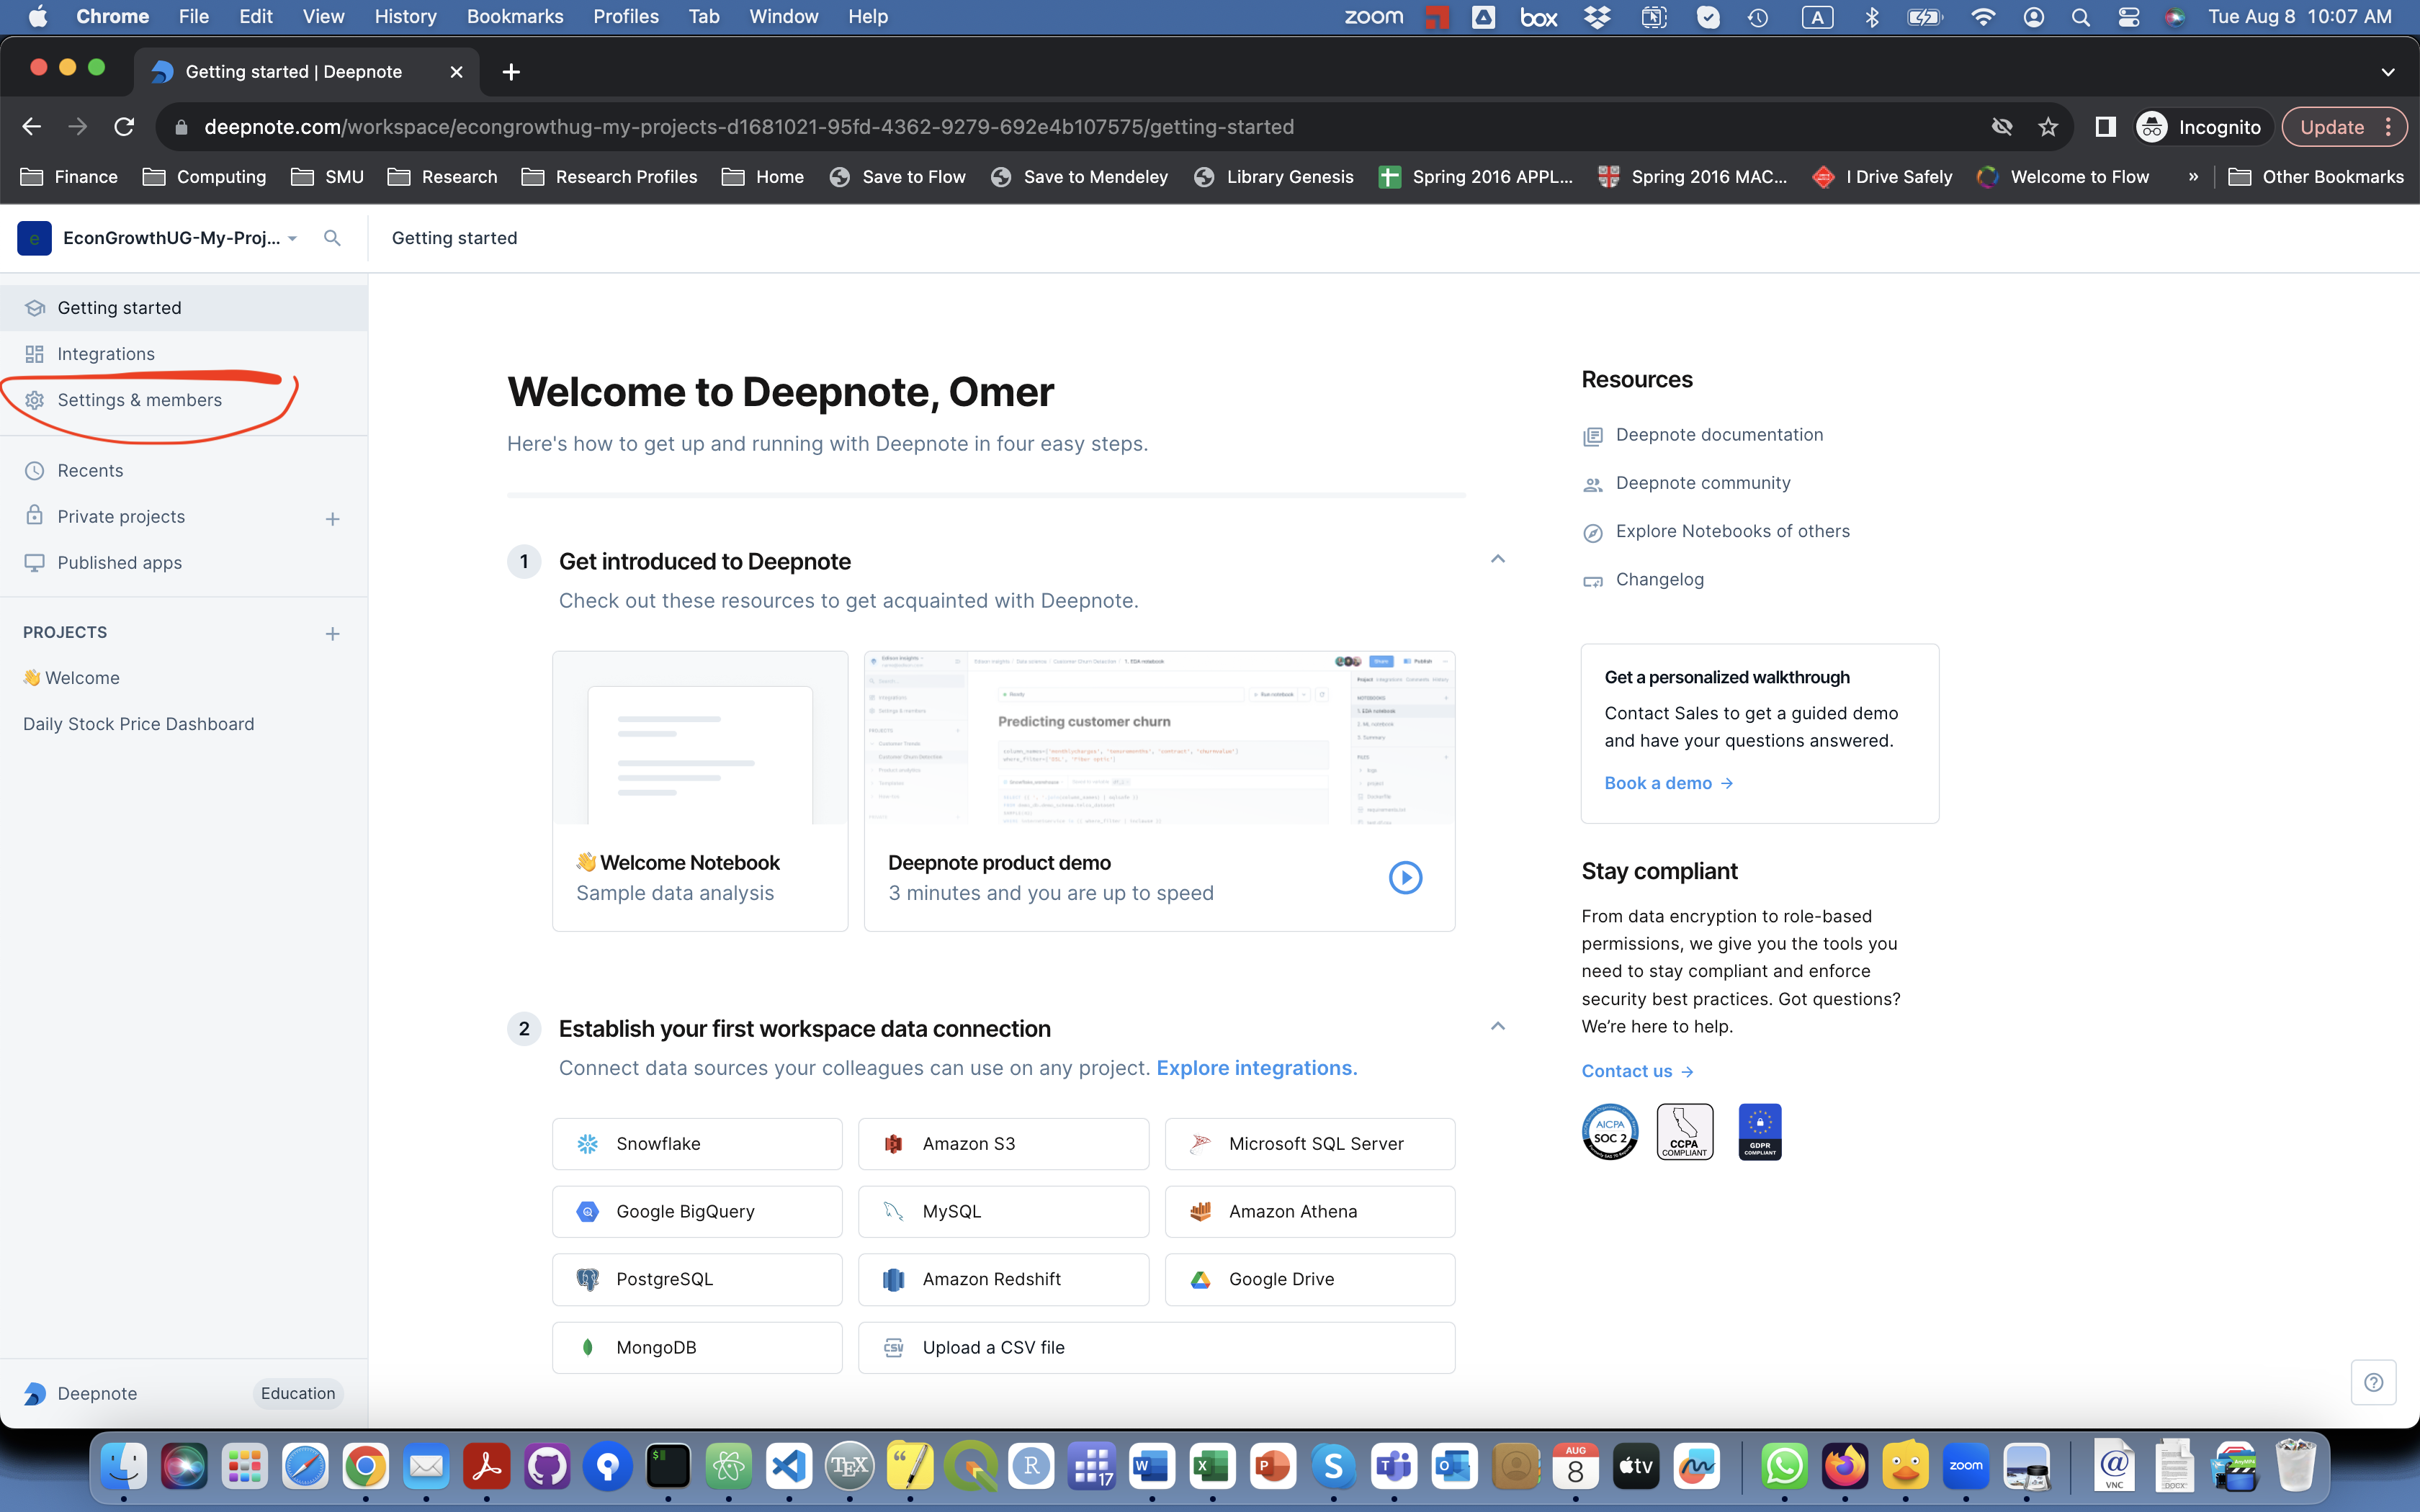 Chrome File Edit View History Bookmarks Profiles Tab Window Help zoom box A Tue Aug 8 10:07 AM
Getting started | Deepnote
deepnote.com/workspace/econgrowthug-my-projects-d1681021-95fd-4362-9279-692e4b107575/getting-started Incognito Update
Finance Computing SMU Research Research Profiles Home Save to Flow Save to Mendeley Library Genesis Spring 2016 APPL... Spring 2016 MAC... I Drive Safely Welcome to Flow » Other Bookmarks
e EconGrowthUG-My-Proj... Getting started
Getting started
Integrations
Settings & members
Recents
Private projects
Published apps
PROJECTS
👋 Welcome
Daily Stock Price Dashboard
Deepnote Education
Welcome to Deepnote, Omer
Here's how to get up and running with Deepnote in four easy steps.
1 Get introduced to Deepnote
Check out these resources to get acquainted with Deepnote.
Predicting customer churn
👋 Welcome Notebook
Sample data analysis
Deepnote product demo
3 minutes and you are up to speed
2 Establish your first workspace data connection
Connect data sources your colleagues can use on any project. Explore integrations.
Snowflake Amazon S3 Microsoft SQL Server
Google BigQuery MySQL Amazon Athena
PostgreSQL Amazon Redshift Google Drive
MongoDB CSV Upload a CSV file
Resources
Deepnote documentation
Deepnote community
Explore Notebooks of others
Changelog
Get a personalized walkthrough
Contact Sales to get a guided demo
and have your questions answered.
Book a demo →
Stay compliant
From data encryption to role-based
permissions, we give you the tools you
need to stay compliant and enforce
security best practices. Got questions?
We're here to help.
Contact us →
AICPA
SOC 2
CCPA
COMPLIANT
GDPR
COMPLIANT
TEX R 17 W X P S T O AUG 8 tv zoom @ VNC DOCX